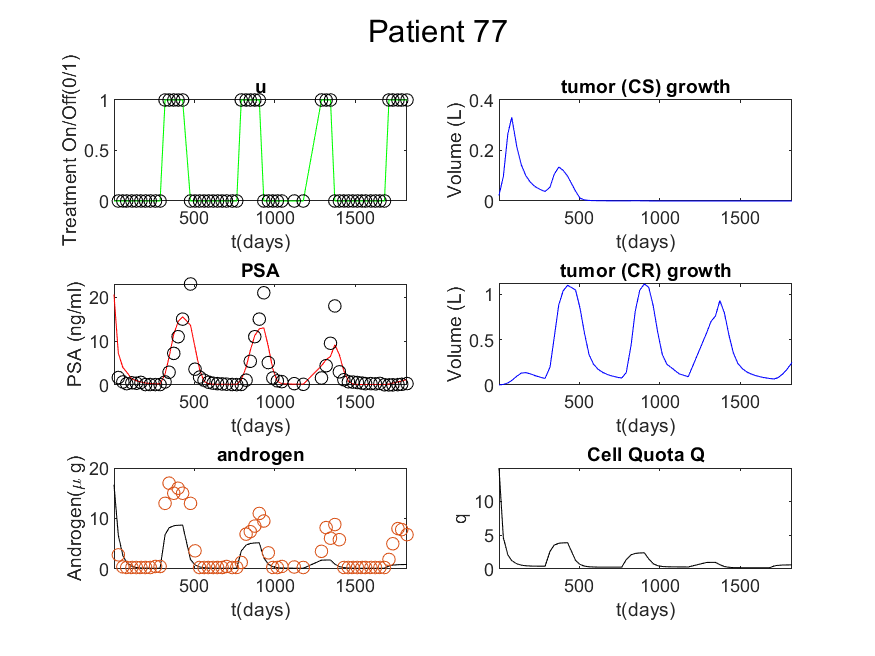 Patient 77
u
Treatment On/Off(0/1)
1
0.5
0
500
1000
1500
t(days)
tumor (CS) growth
Volume (L)
0.4
0.2
0
500
1000
1500
t(days)
PSA
PSA (ng/ml)
20
10
0
500
1000
1500
t(days)
tumor (CR) growth
Volume (L)
1
0.5
0
500
1000
1500
t(days)
androgen
Androgen(μ g)
20
10
0
500
1000
1500
t(days)
Cell Quota Q
q
10
5
0
500
1000
1500
t(days)